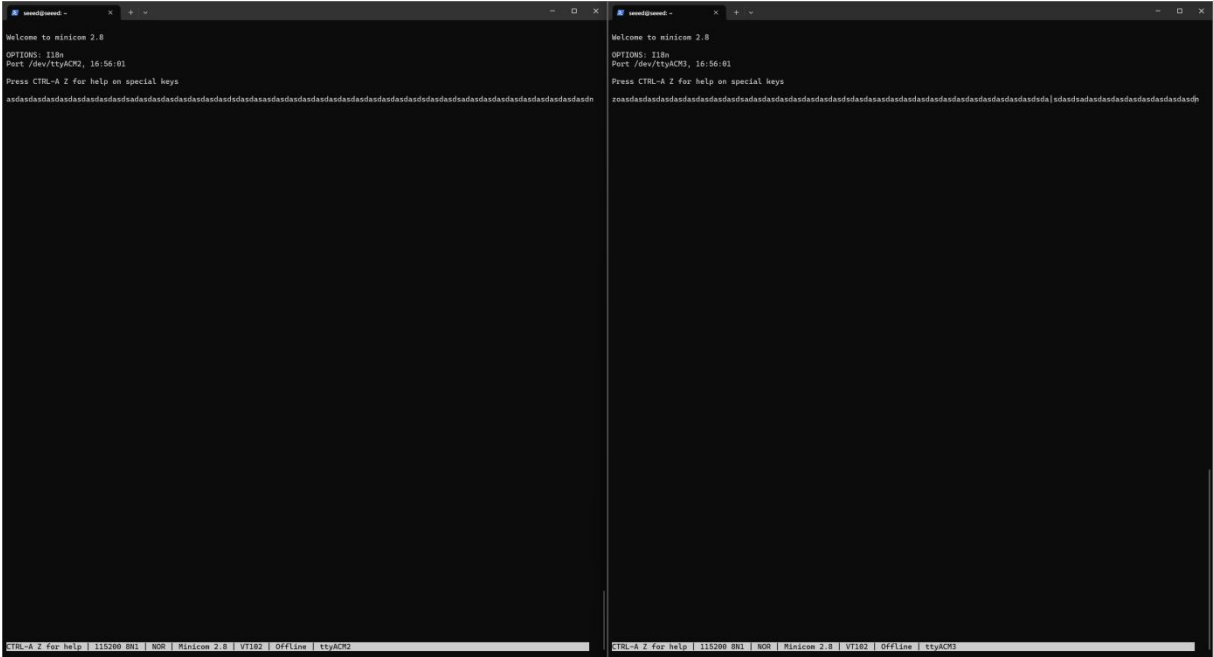 seeed@seeed: ~
Welcome to minicom 2.8
OPTIONS: I18n
Port /dev/ttyACM2, 16:56:01
Press CTRL-A Z for help on special keys
CTRL-A Z for help | 115200 8N1 | NOR | Minicom 2.8 | VT102 | Offline | ttyACM2
seeed@seeed: ~
Welcome to minicom 2.8
OPTIONS: I18n
Port /dev/ttyACM3, 16:56:01
Press CTRL-A Z for help on special keys
CTRL-A Z for help | 115200 8N1 | NOR | Minicom 2.8 | VT102 | Offline | ttyACM3